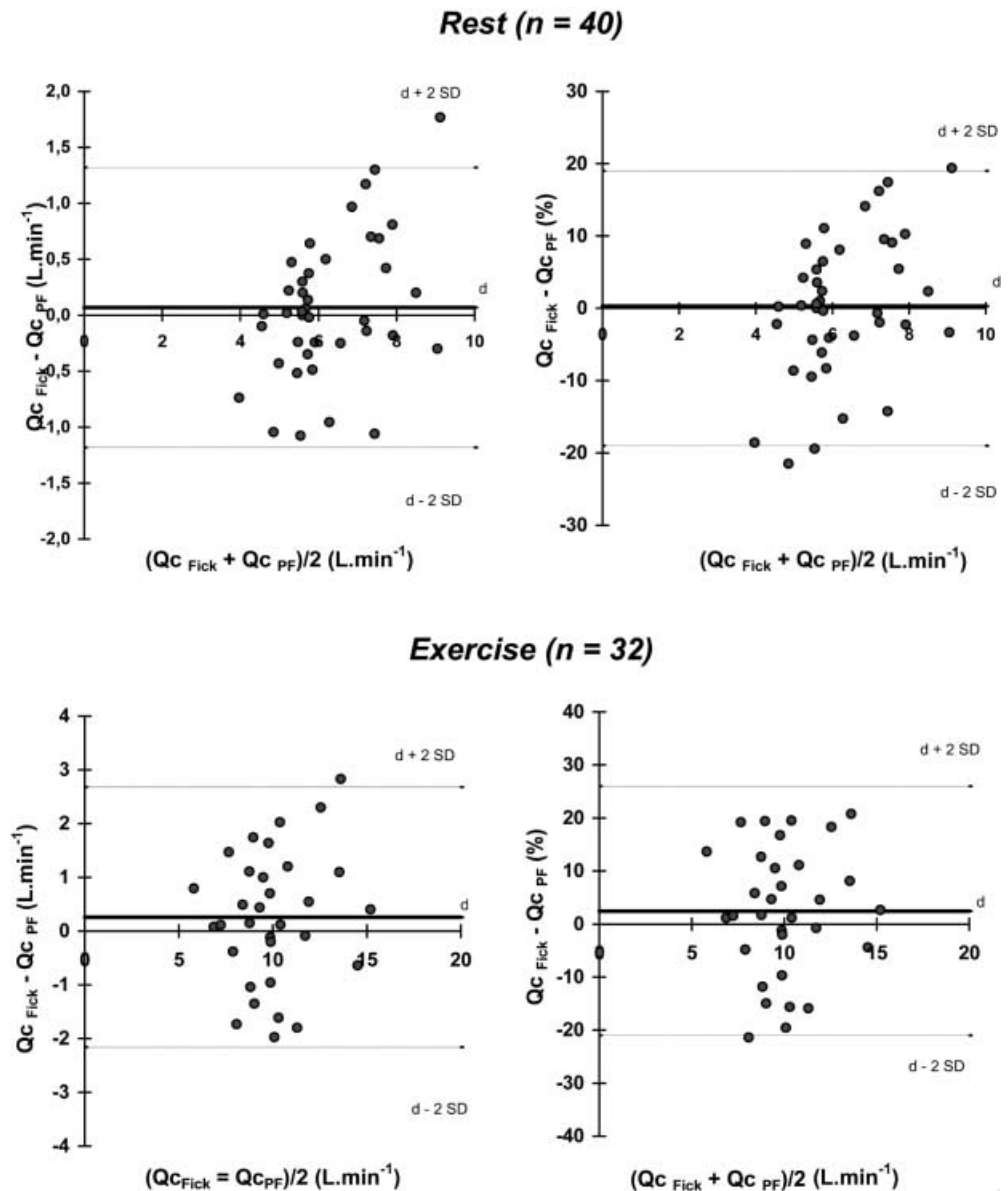 Rest (n = 40)
2,0
1,5
1,0
0,5
0,0
-0,5
-1,0
-1,5
-2,0
0 2 4 6 8 10
d + 2 SD
d
d - 2 SD
Qc Fick - Qc PF (L.min-1)
(Qc Fick + Qc PF)/2 (L.min-1)
30
20
10
0
-10
-20
-30
0 2 4 6 8 10
d + 2 SD
d
d - 2 SD
Qc Fick - Qc PF (%)
(Qc Fick + Qc PF)/2 (L.min-1)
Exercise (n = 32)
4
3
2
1
0
-1
-2
-3
-4
0 5 10 15 20
d + 2 SD
d
d - 2 SD
Qc Fick - Qc PF (L.min-1)
(QcFick = QcPF)/2 (L.min-1)
40
30
20
10
0
-10
-20
-30
-40
0 5 10 15 20
d + 2 SD
d
d - 2 SD
Qc Fick - Qc PF (%)
(Qc Fick + Qc PF)/2 (L.min-1)